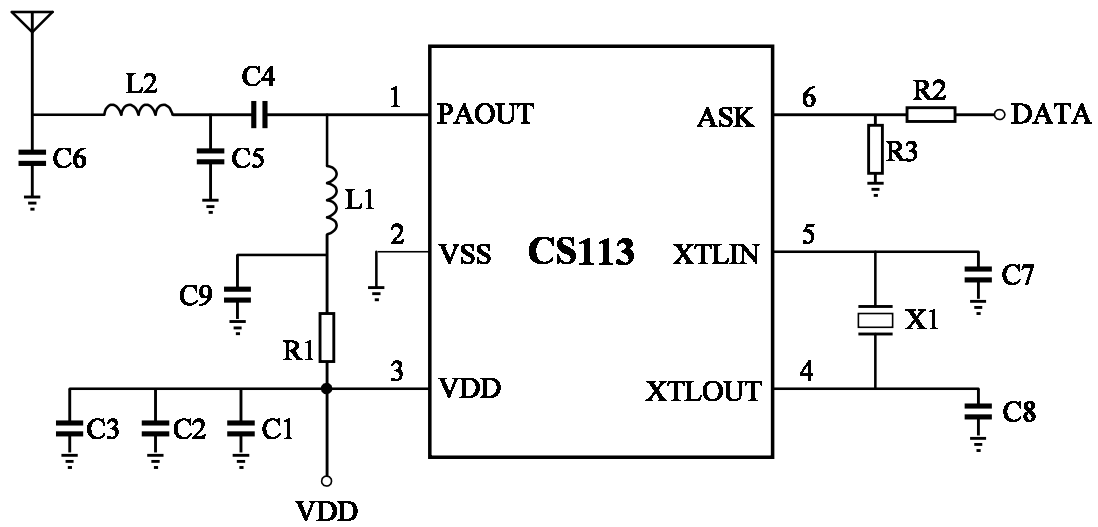 L2
C4
1
PAOUT
ASK
6
R2
DATA
C6
C5
R3
L1
2
VSS
CS113
XTLIN
5
C9
C7
X1
R1
3
VDD
XTLOUT
4
C3
C2
C1
C8
VDD